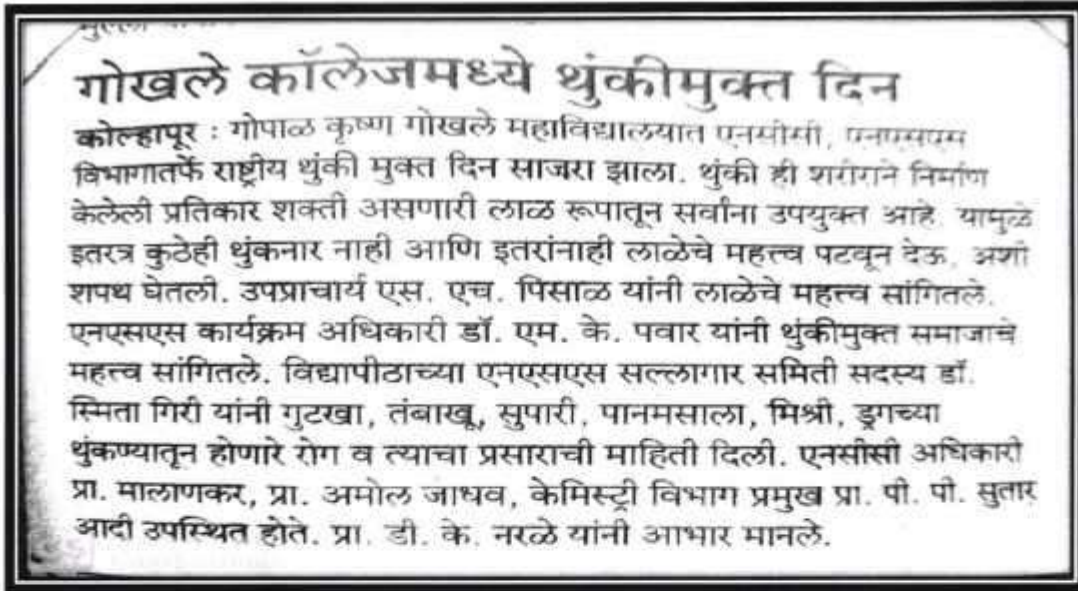 गोखले कॉलेजमध्ये थुंकीमुक्त दिन
कोल्हापूर : गोपाळ कृष्ण गोखले महाविद्यालयात एनसीसी, एनएसएस
विभागातर्फे राष्ट्रीय थुंकी मुक्त दिन साजरा झाला. थुंकी ही शरीराने निर्माण
केलेली प्रतिकार शक्ती असणारी लाळ रूपातून सर्वांना उपयुक्त आहे. यामुळे
इतरत्र कुठेही थुंकनार नाही आणि इतरांनाही लाळेचे महत्त्व पटवून देऊ, अशी
शपथ घेतली. उपप्राचार्य एस. एच. पिसाळ यांनी लाळेचे महत्त्व सांगितले.
एनएसएस कार्यक्रम अधिकारी डॉ. एम. के. पवार यांनी थुंकीमुक्त समाजाचे
महत्त्व सांगितले. विद्यापीठाच्या एनएसएस सल्लागार समिती सदस्य डॉ.
स्मिता गिरी यांनी गुटखा, तंबाखू, सुपारी, पानमसाला, मिश्री, ड्रगच्या
थुंकण्यातून होणारे रोग व त्याचा प्रसाराची माहिती दिली. एनसीसी अधिकारी
प्रा. मालाणकर, प्रा. अमोल जाधव, केमिस्ट्री विभाग प्रमुख प्रा. पी. पी. सुतार
आदी उपस्थित होते. प्रा. डी. के. नरळे यांनी आभार मानले.